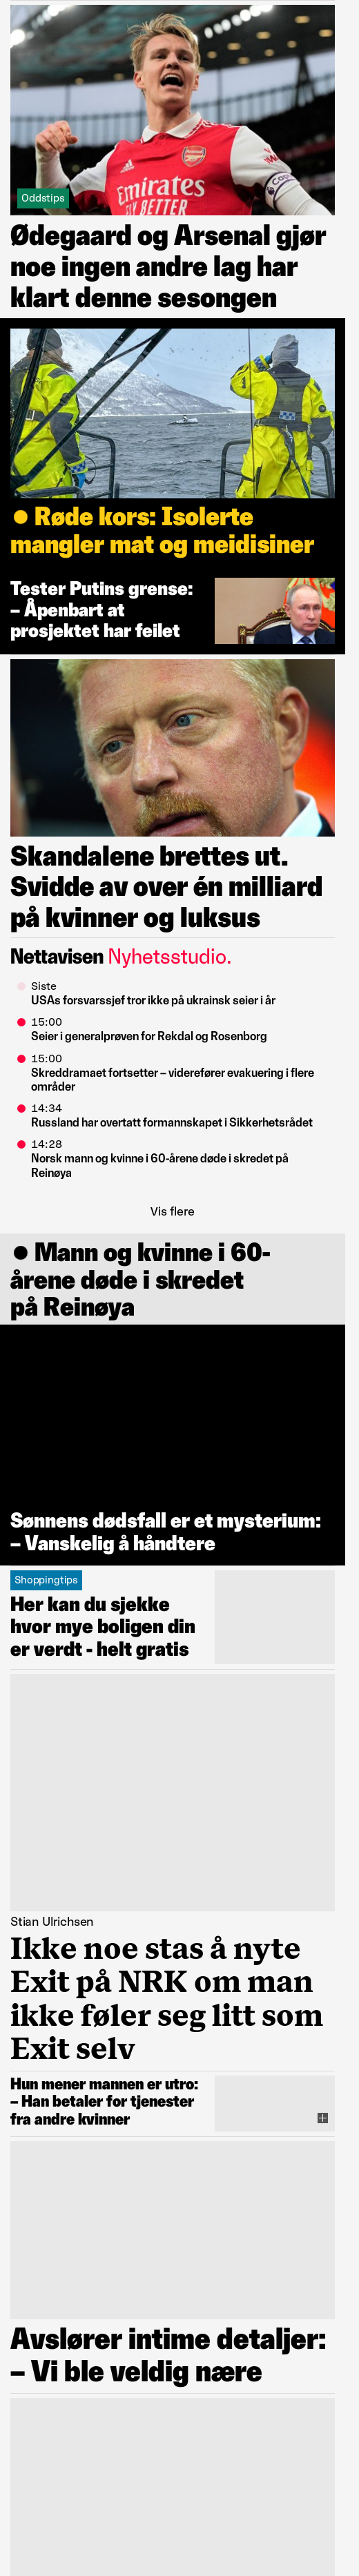 Emirates
FLY BETTER
Oddstips
Ødegaard og Arsenal gjør
noe ingen andre lag har
klart denne sesongen
● Røde kors: Isolerte
mangler mat og meidisiner
Tester Putins grense:
– Åpenbart at
prosjektet har feilet
Skandalene brettes ut.
Svidde av over én milliard
på kvinner og luksus
Nettavisen Nyhetsstudio.
Siste
USAs forsvarssjef tror ikke på ukrainsk seier i år
15:00
Seier i generalprøven for Rekdal og Rosenborg
15:00
Skreddramaet fortsetter – viderefører evakuering i flere
områder
14:34
Russland har overtatt formannskapet i Sikkerhetsrådet
14:28
Norsk mann og kvinne i 60-årene døde i skredet på
Reinøya
Vis flere
● Mann og kvinne i 60-
årene døde i skredet
på Reinøya
Sønnens dødsfall er et mysterium:
– Vanskelig å håndtere
Shoppingtips
Her kan du sjekke
hvor mye boligen din
er verdt - helt gratis
Stian Ulrichsen
Ikke noe stas å nyte
Exit på NRK om man
ikke føler seg litt som
Exit selv
Hun mener mannen er utro:
– Han betaler for tjenester
fra andre kvinner
Avslører intime detaljer:
– Vi ble veldig nære